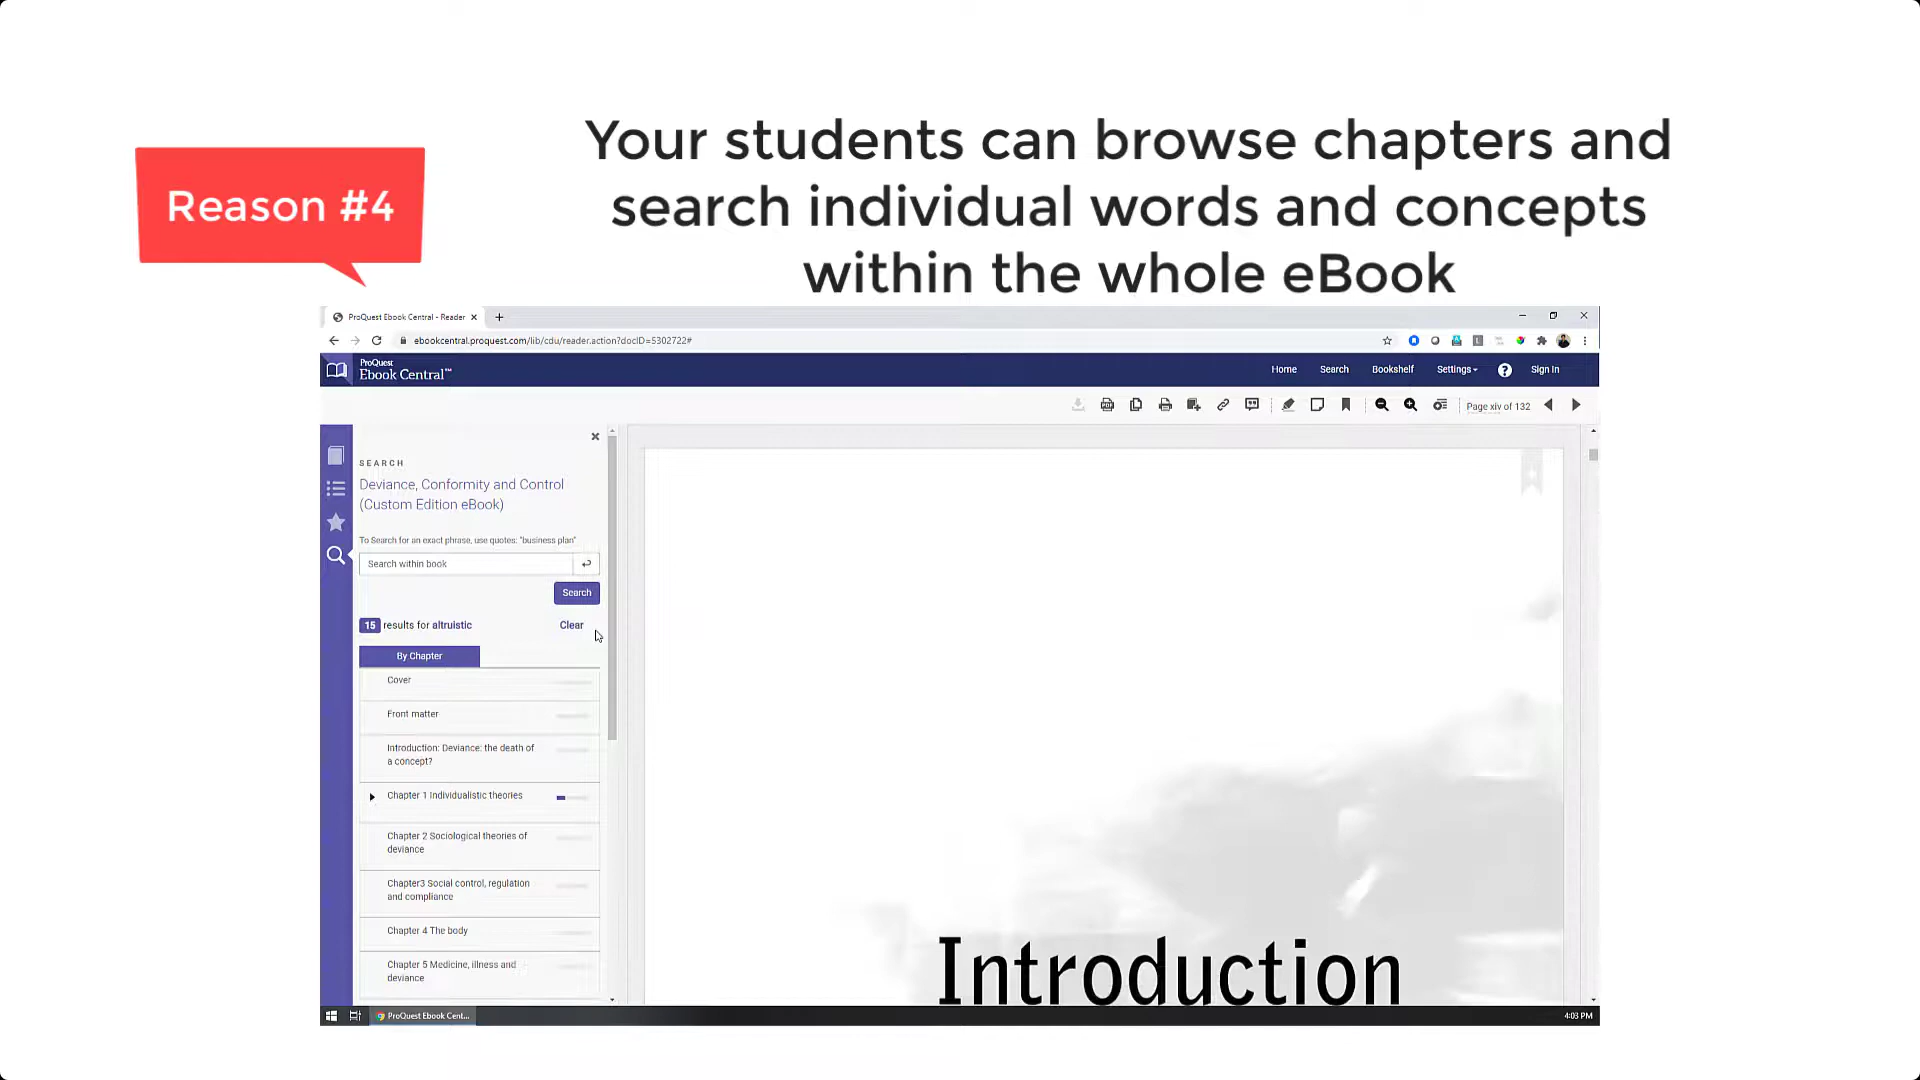 Reason #4
Your students can browse chapters and
search individual words and concepts
within the whole eBook
ProQuest Ebook Central - Reader
ebookcentral.proquest.com/lib/cdu/reader.action?docID=5302722#
ProQuest
Ebook Central™
Home
Search
Bookshelf
Settings
?
Sign In
PDF
Page xiv of 132
SEARCH
Deviance, Conformity and Control
(Custom Edition eBook)
To Search for an exact phrase, use quotes: "business plan"
Search within book
Search
15 results for altruistic
Clear
By Chapter
Cover
Front matter
Introduction: Deviance: the death of
a concept?
Chapter 1 Individualistic theories
Chapter 2 Sociological theories of
deviance
Chapter3 Social control, regulation
and compliance
Chapter 4 The body
Chapter 5 Medicine, illness and
deviance
Introduction
ProQuest Ebook Cent...
4:03 PM